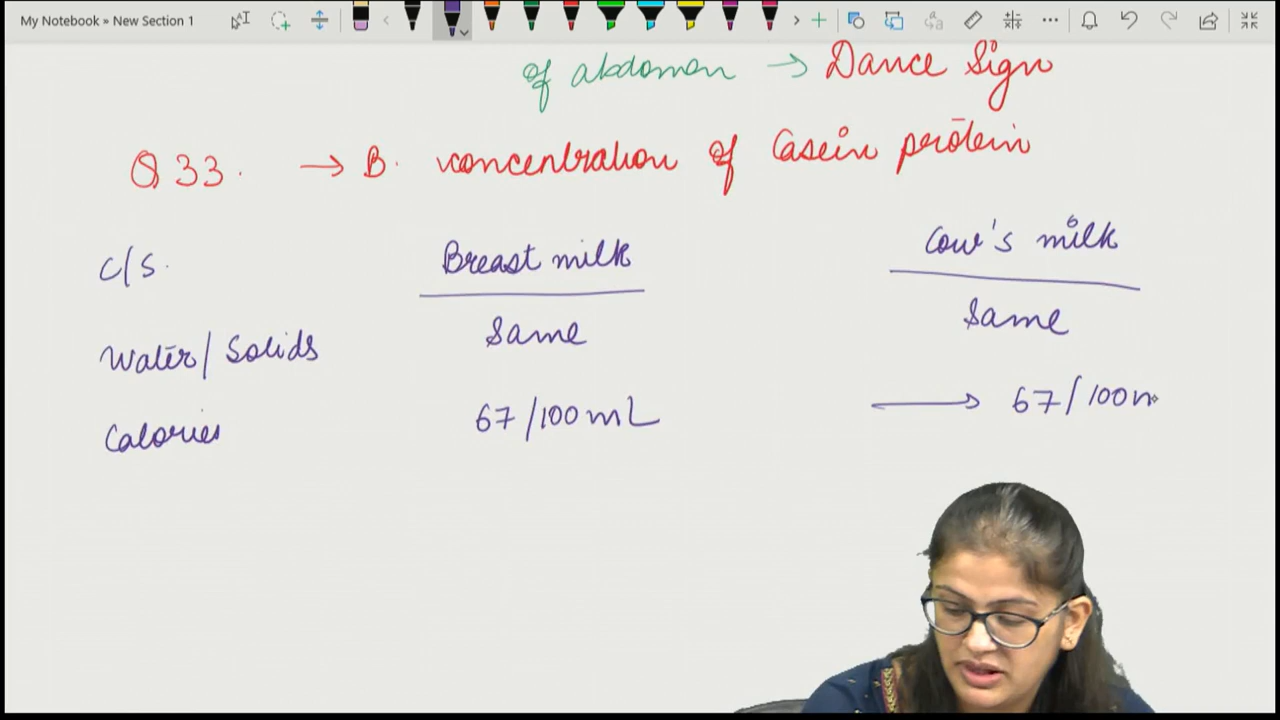 My Notebook » New Section 1
of abdomen → Dance Sign
Q 33. → B. concentration of Casein protein
C/S. Breast milk Cow's milk
Water/Solids Same Same
Calories 67/100mL → 67/100m